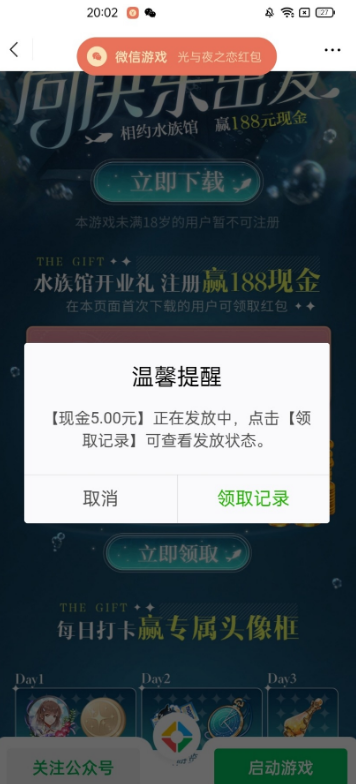 20:02
27
微信游戏 光与夜之恋红包
向快乐出发
相约水族馆 赢188元现金
立即下载
本游戏未满18岁的用户暂不可注册
THE GIFT
水族馆开业礼 注册赢188现金
在本页面首次下载的用户可领取红包
温馨提醒
【现金5.00元】正在发放中，点击【领
取记录】可查看发放状态。
取消 领取记录
立即领取
THE GIFT
每日打卡赢专属头像框
Day1 Day2 Day3
关注公众号 启动游戏